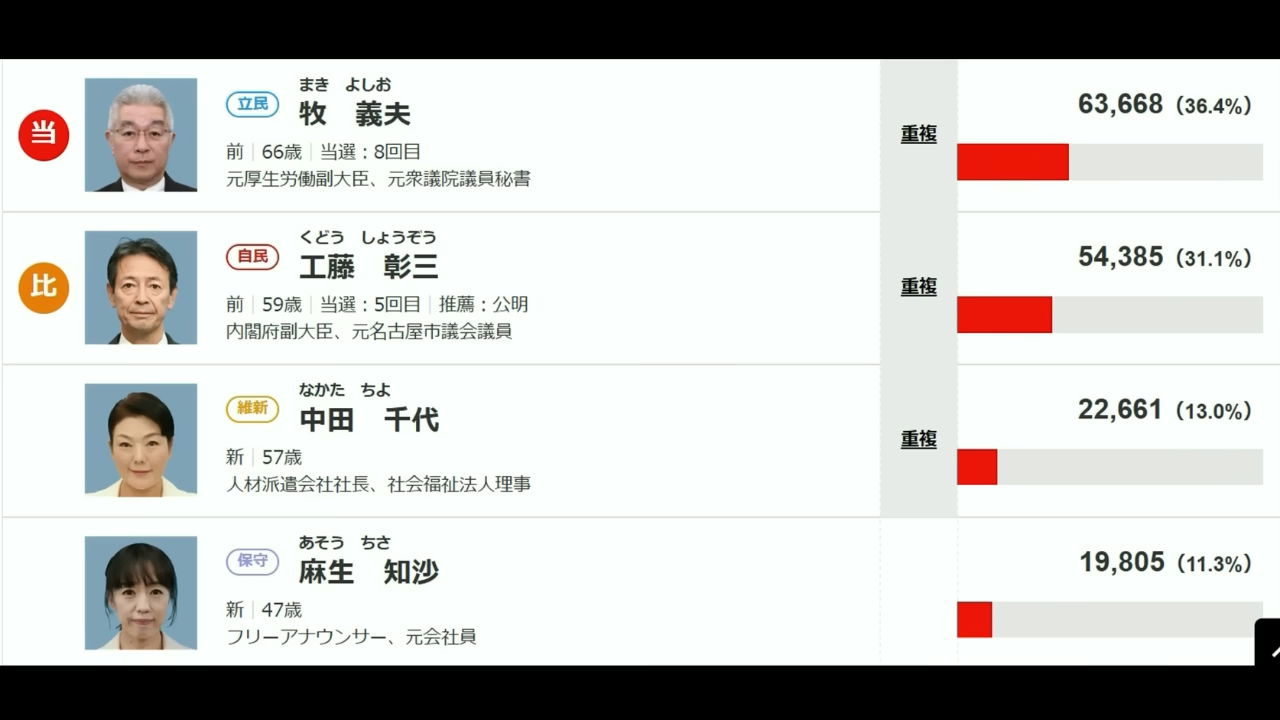 当
立民
まき よしお
牧 義夫
前 | 66歳 | 当選：8回目
元厚生労働副大臣、元衆議院議員秘書
重複
63,668（36.4%）
比
自民
くどう しょうぞう
工藤 彰三
前 | 59歳 | 当選：5回目 | 推薦：公明
内閣府副大臣、元名古屋市議会議員
重複
54,385（31.1%）
維新
なかた ちよ
中田 千代
新 | 57歳
人材派遣会社社長、社会福祉法人理事
重複
22,661（13.0%）
保守
あそう ちさ
麻生 知沙
新 | 47歳
フリーアナウンサー、元会社員
19,805（11.3%）